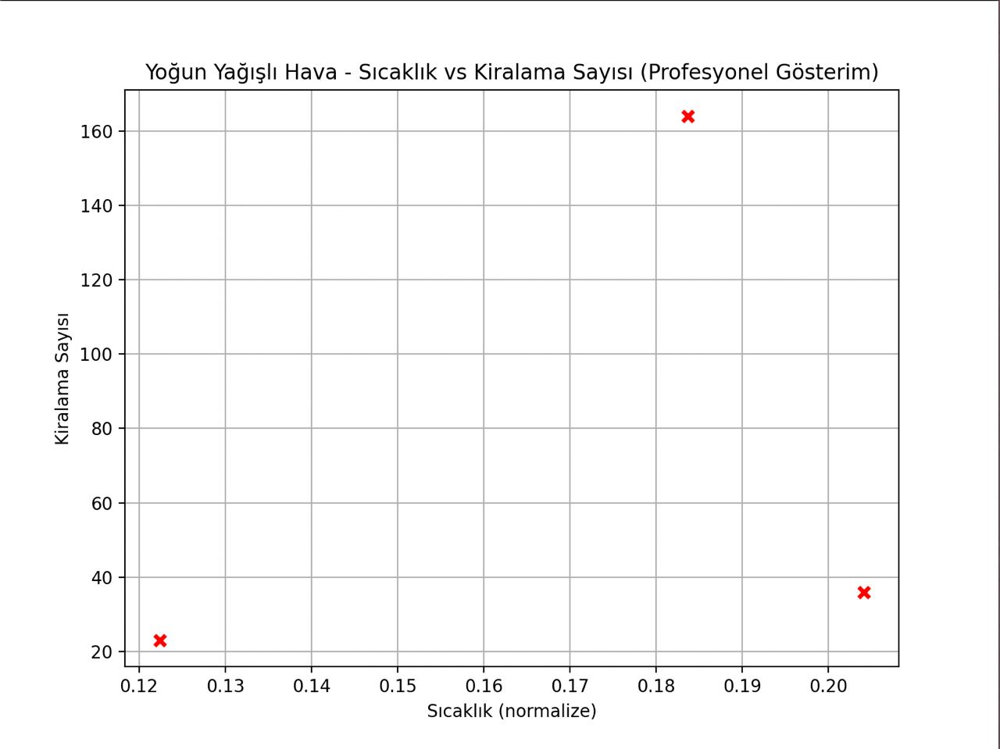 Yoğun Yağışlı Hava - Sıcaklık vs Kiralama Sayısı (Profesyonel Gösterim)
Kiralama Sayısı
160
140
120
100
80
60
40
20
0.12 0.13 0.14 0.15 0.16 0.17 0.18 0.19 0.20
Sıcaklık (normalize)